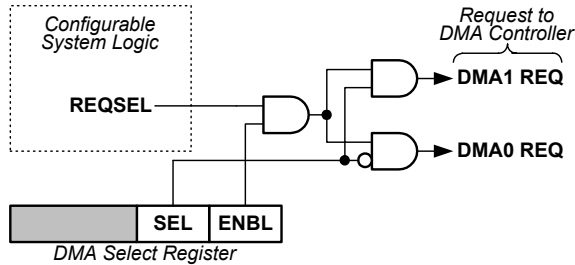 Configurable
System Logic
Request to
DMA Controller
REQSEL
DMA1 REQ
DMA0 REQ
SEL
ENBL
DMA Select Register